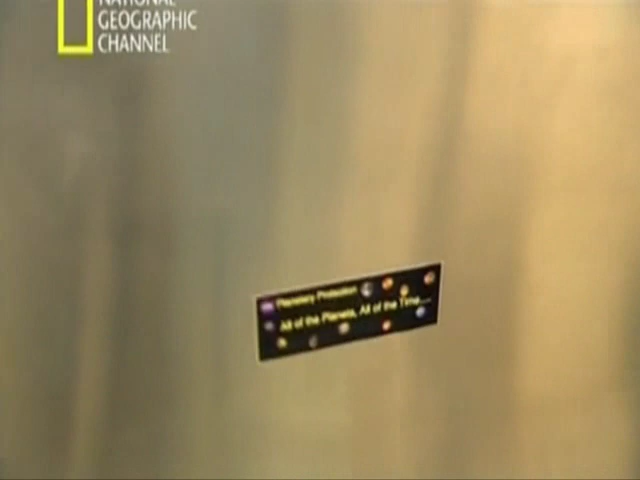 NATIONAL
GEOGRAPHIC
CHANNEL
Planetary Protection
All of the Planets, All of the Time....